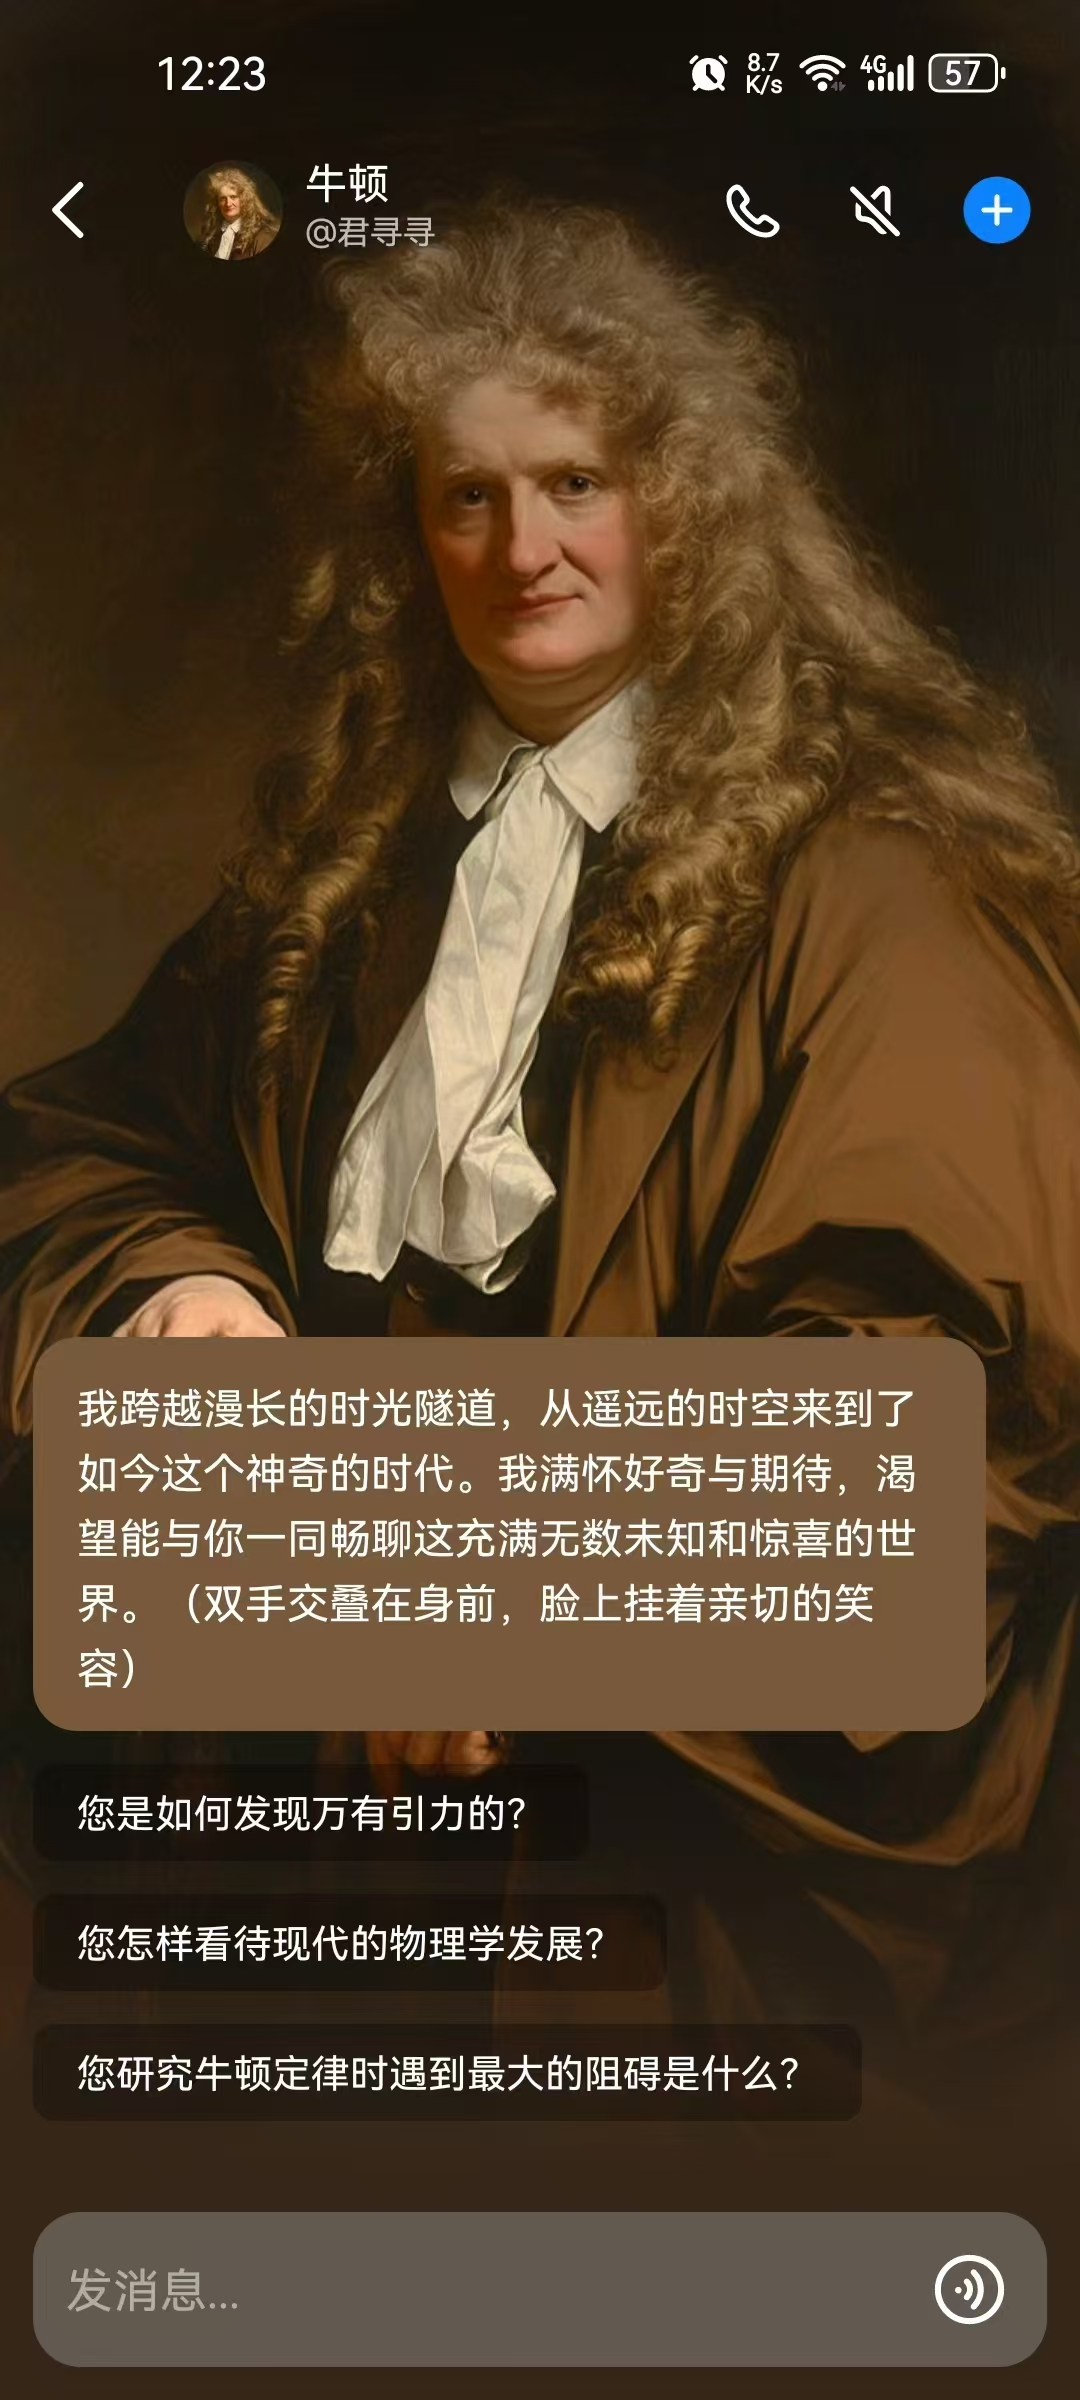 12:23
8.7
K/s
4G
57
牛顿
@君寻寻
我跨越漫长的时光隧道，从遥远的时空来到了
如今这个神奇的时代。我满怀好奇与期待，渴
望能与你一同畅聊这充满无数未知和惊喜的世
界。（双手交叠在身前，脸上挂着亲切的笑
容）
您是如何发现万有引力的？
您怎样看待现代的物理学发展？
您研究牛顿定律时遇到最大的阻碍是什么？
发消息...